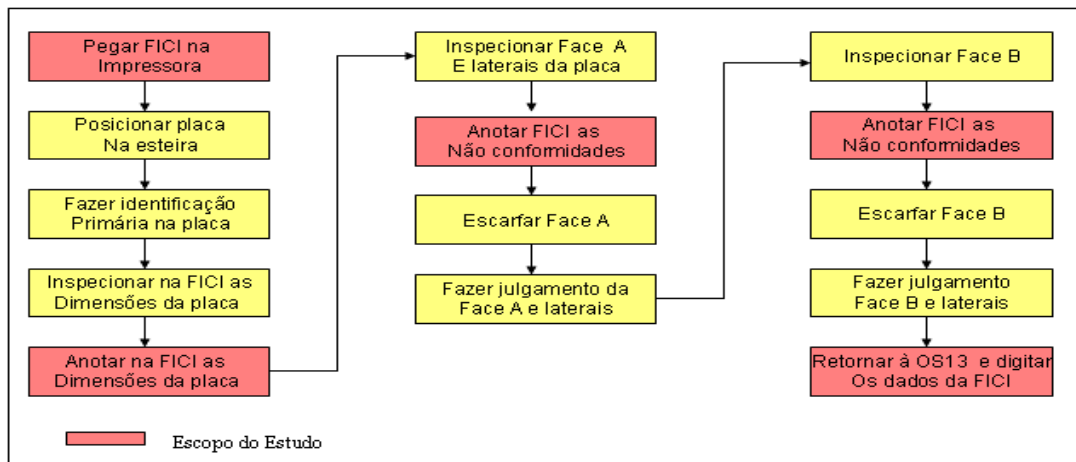 Pegar FICI na
Impressora
Posicionar placa
Na esteira
Fazer identificação
Primária na placa
Inspecionar na FICI as
Dimensões da placa
Anotar na FICI as
Dimensões da placa
Inspecionar Face A
E laterais da placa
Anotar FICI as
Não conformidades
Escarfar Face A
Fazer julgamento da
Face A e laterais
Inspecionar Face B
Anotar FICI as
Não conformidades
Escarfar Face B
Fazer julgamento
Face B e laterais
Retornar à OS13 e digitar
Os dados da FICI
Escopo do Estudo